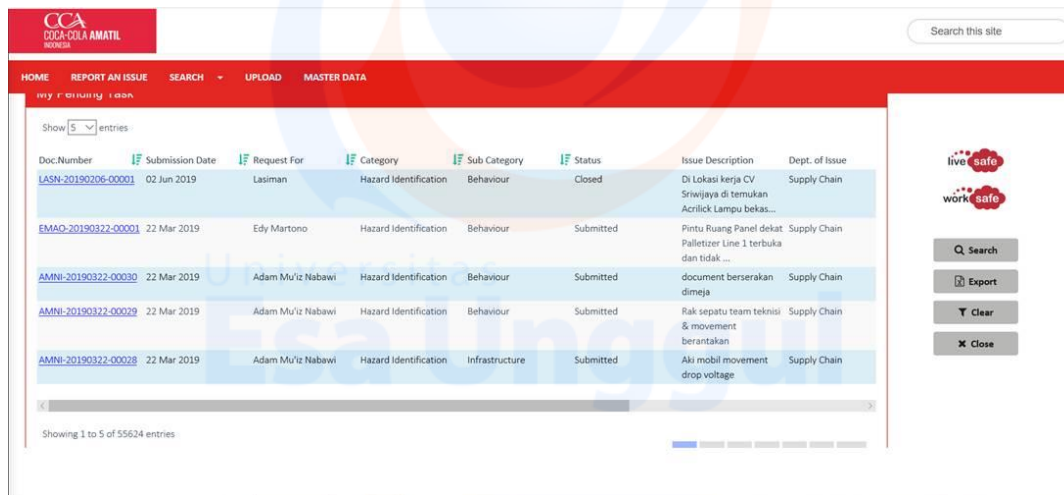 CCA
COCA-COLA AMATIL
INDONESIA
Search this site
HOME REPORT AN ISSUE SEARCH UPLOAD MASTER DATA
My Pending Task
Show 5 entries
Doc.Number Submission Date Request For Category Sub Category Status Issue Description Dept. of Issue
LASN-20190206-00001 02 Jun 2019 Lasiman Hazard Identification Behaviour Closed Di Lokasi kerja CV Supply Chain
Sriwijaya di temukan
Acrilick Lampu bekas...
EMAO-20190322-00001 22 Mar 2019 Edy Martono Hazard Identification Behaviour Submitted Pintu Ruang Panel dekat Supply Chain
Palletizer Line 1 terbuka
dan tidak ...
AMNI-20190322-00030 22 Mar 2019 Adam Mu'iz Nabawi Hazard Identification Behaviour Submitted document berserakan Supply Chain
dimeja
AMNI-20190322-00029 22 Mar 2019 Adam Mu'iz Nabawi Hazard Identification Behaviour Submitted Rak sepatu team teknisi Supply Chain
& movement
berantakan
AMNI-20190322-00028 22 Mar 2019 Adam Mu'iz Nabawi Hazard Identification Infrastructure Submitted Aki mobil movement Supply Chain
drop voltage
Showing 1 to 5 of 55624 entries
live safe
work safe
Search
Export
Clear
Close
Universitas
Esa Unggul